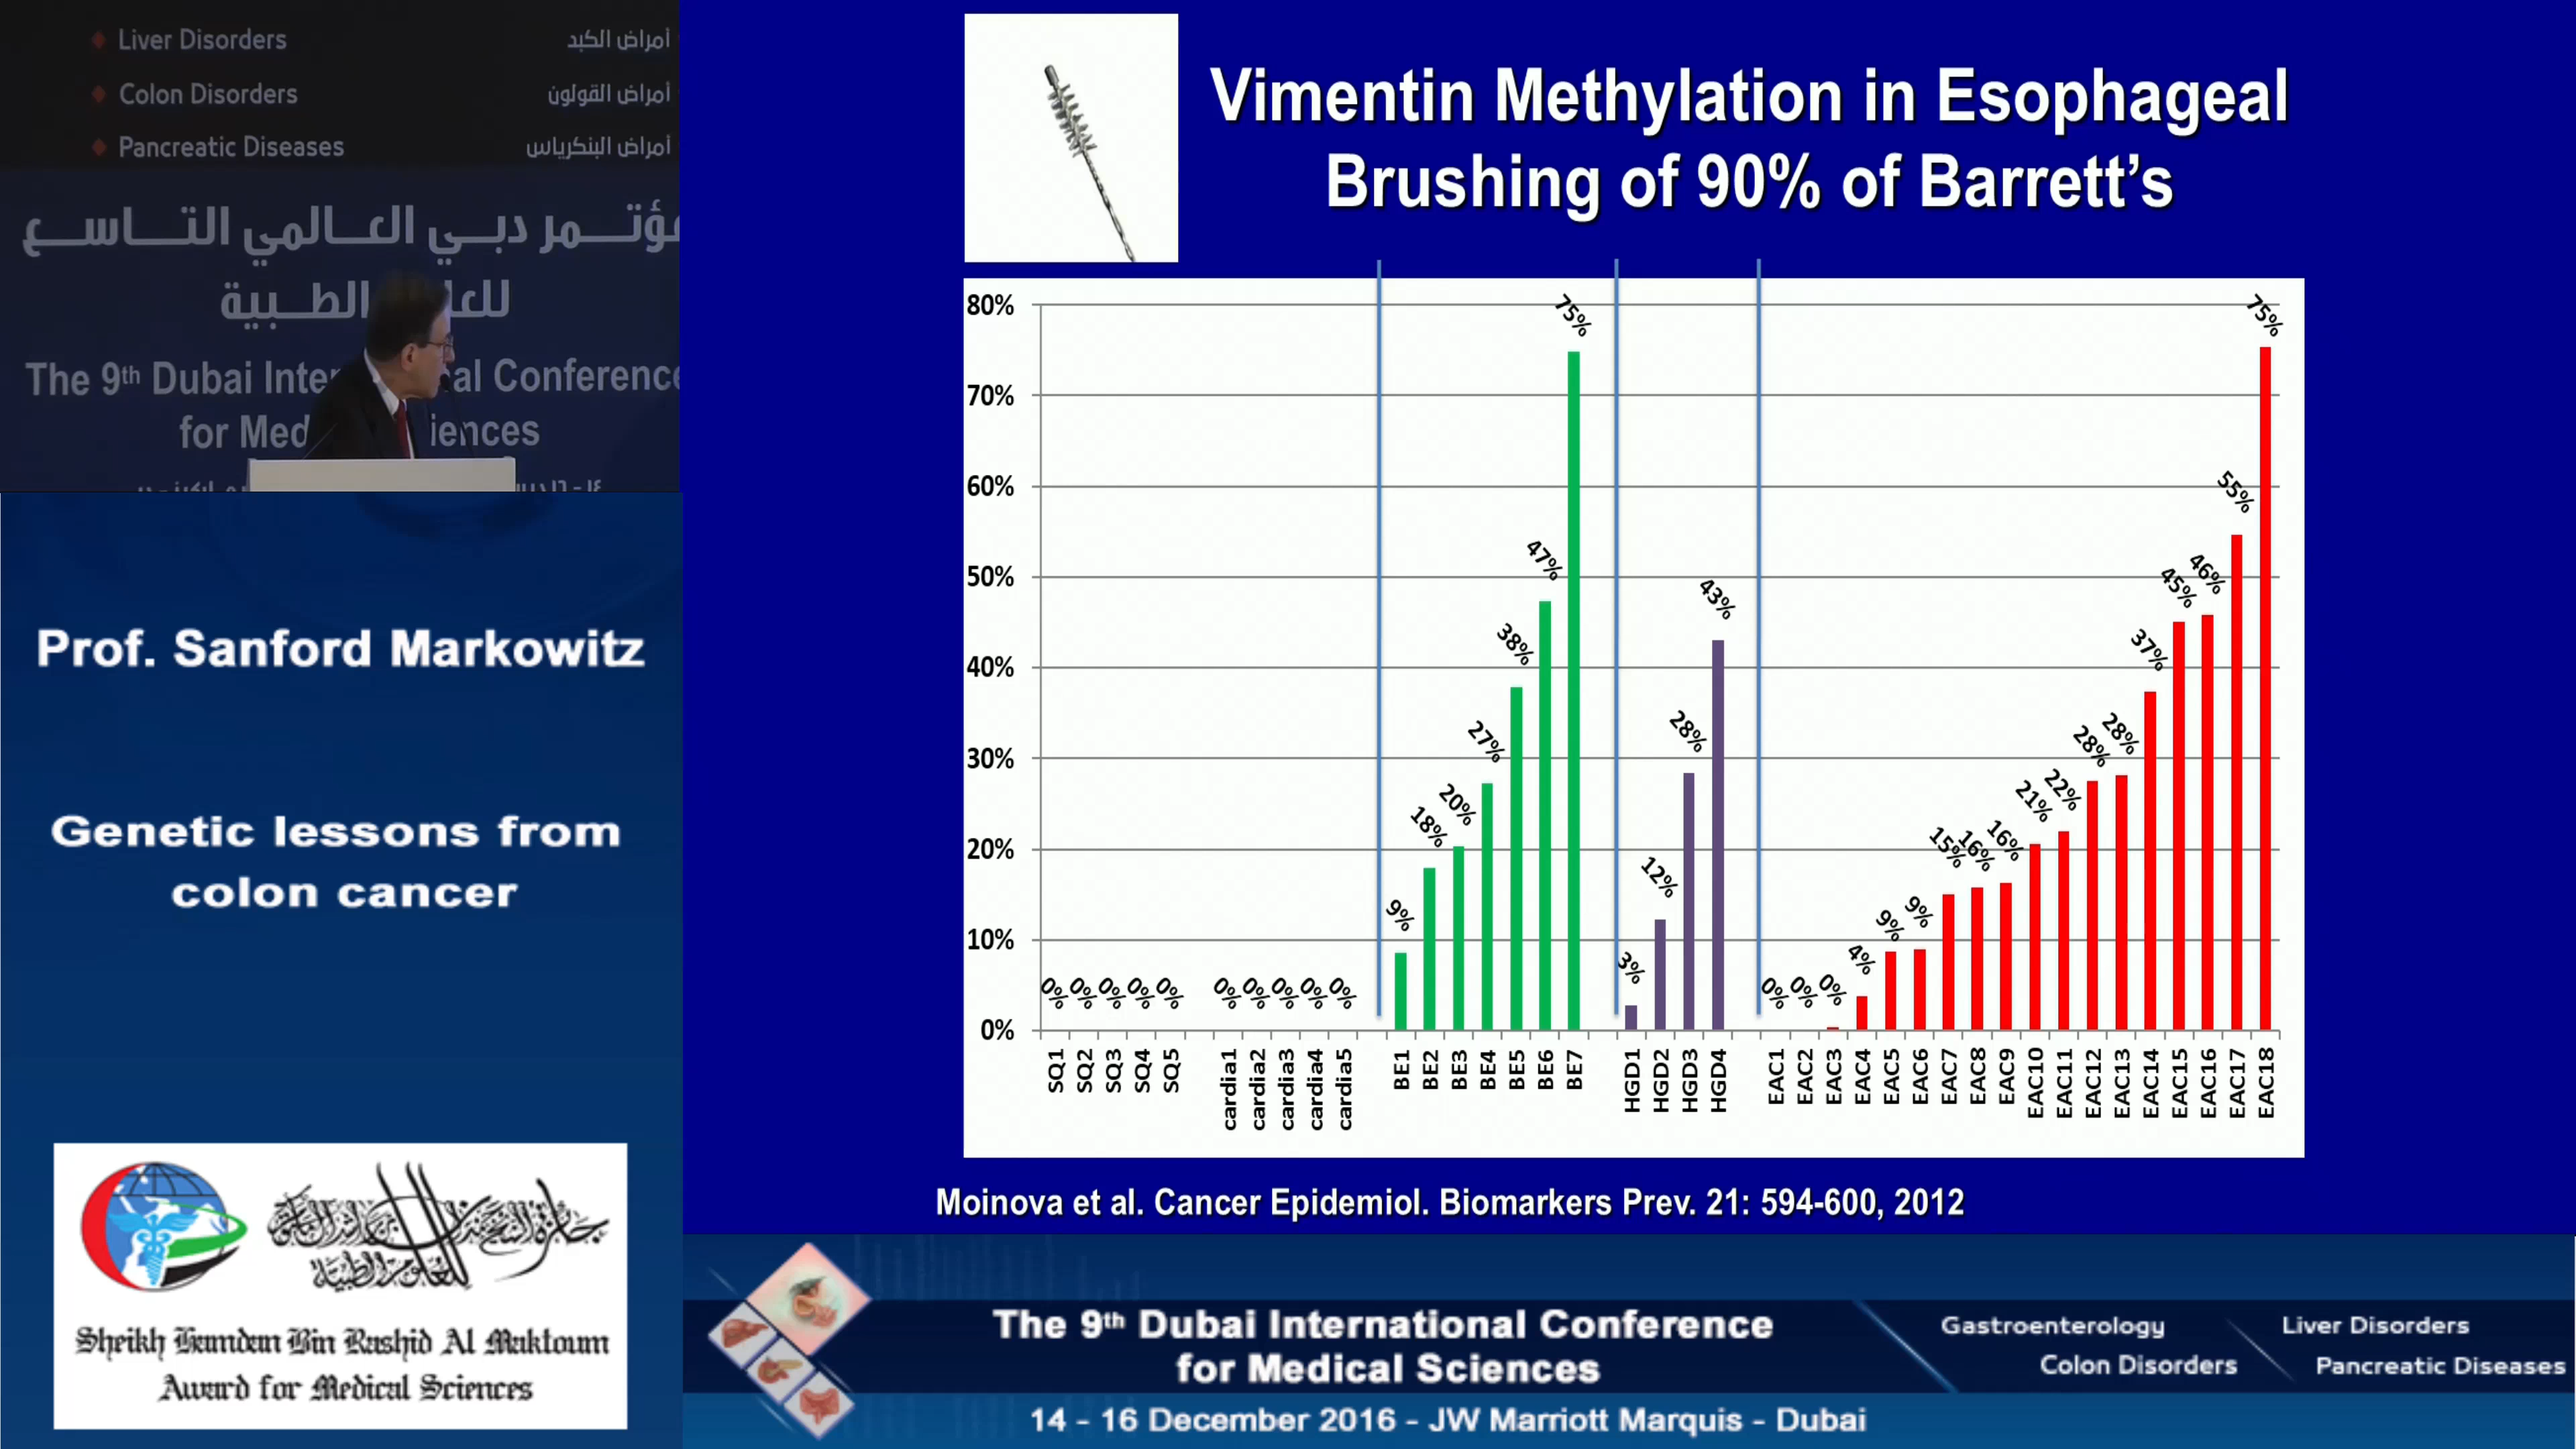 Liver Disorders أمراض الكبد
Colon Disorders أمراض القولون
Pancreatic Diseases أمراض البنكرياس
ؤتمر دبي العالمي التاسع
الطبية
The 9th Dubai Inter al Conference
for Med iences
Prof. Sanford Markowitz
Genetic lessons from
colon cancer
Sheikh Hamdan Bin Rashid Al Maktoum
Award for Medical Sciences
Vimentin Methylation in Esophageal
Brushing of 90% of Barrett’s
80%
70%
60%
50%
40%
30%
20%
10%
0%
0% 0% 0% 0% 0% 0% 0% 0% 0% 0% 9% 18% 20% 27% 38% 47% 75% 3% 12% 28% 43% 0% 0% 0% 4% 9% 9% 15% 16% 16% 21% 22% 28% 28% 37% 45% 46% 55% 75%
SQ1 SQ2 SQ3 SQ4 SQ5 cardia1 cardia2 cardia3 cardia4 cardia5 BE1 BE2 BE3 BE4 BE5 BE6 BE7 HGD1 HGD2 HGD3 HGD4 EAC1 EAC2 EAC3 EAC4 EAC5 EAC6 EAC7 EAC8 EAC9 EAC10 EAC11 EAC12 EAC13 EAC14 EAC15 EAC16 EAC17 EAC18
Moinova et al. Cancer Epidemiol. Biomarkers Prev. 21: 594-600, 2012
The 9th Dubai International Conference
for Medical Sciences
Gastroenterology Liver Disorders
Colon Disorders Pancreatic Diseases
14 - 16 December 2016 - JW Marriott Marquis - Dubai